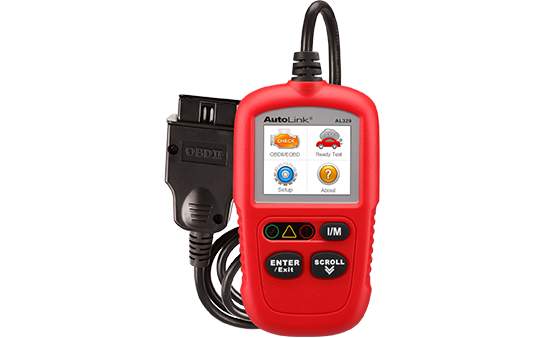 AutoLink®
AL329
CHECK
OBDII/EOBD
Ready Test
?
Setup
About
I/M
ENTER
/Exit
SCROLL
OBDII